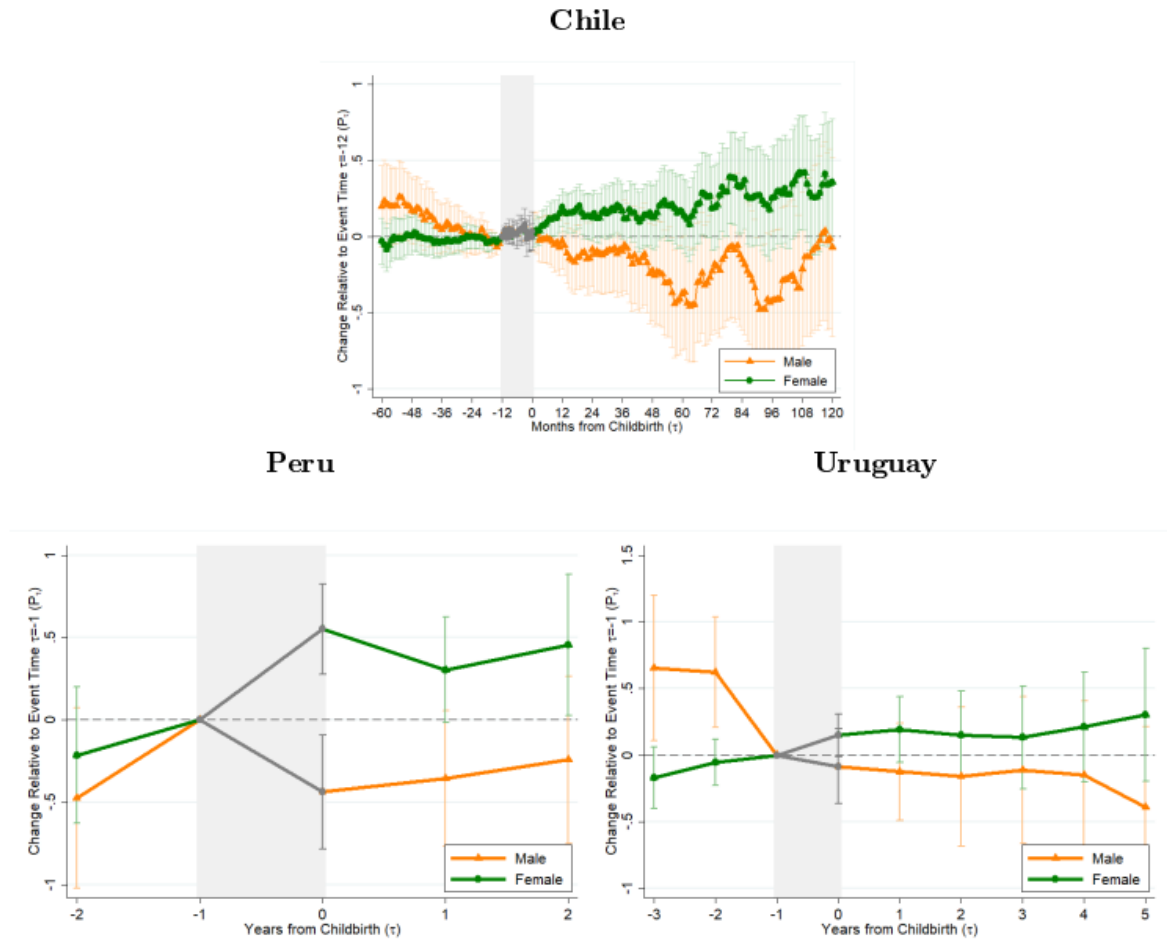 Chile
Change Relative to Event Time τ=-12 (Pτ)
1
.5
0
-.5
-1
-60 -48 -36 -24 -12 0 12 24 36 48 60 72 84 96 108 120
Months from Childbirth (τ)
Male
Female
Peru
Change Relative to Event Time τ=-1 (Pτ)
1
.5
0
-.5
-1
-2 -1 0 1 2
Years from Childbirth (τ)
Male
Female
Uruguay
Change Relative to Event Time τ=-1 (Pτ)
1.5
1
.5
0
-.5
-1
-3 -2 -1 0 1 2 3 4 5
Years from Childbirth (τ)
Male
Female